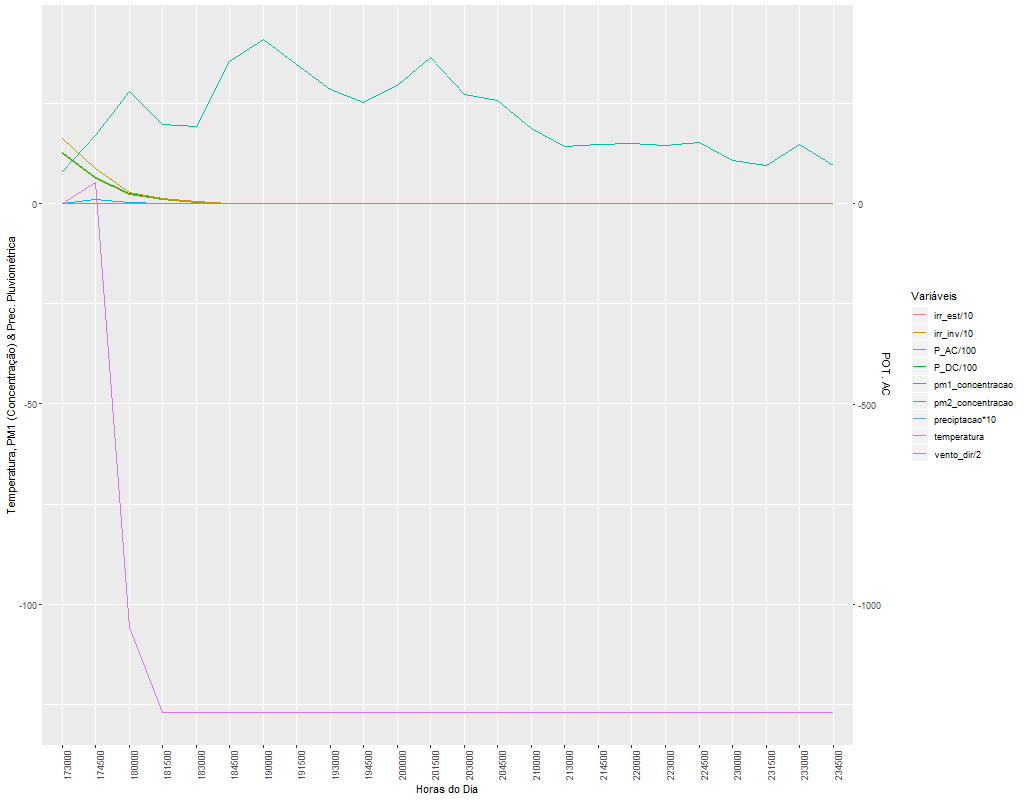 Temperatura, PM1 (Concentração) & Prec. Pluviométrica
0
-50
-100
0
-500
-1000
POT. AC
173000
174500
180000
181500
183000
184500
190000
191500
193000
194500
200000
201500
203000
204500
210000
213000
214500
220000
223000
224500
230000
231500
233000
234500
Horas do Dia
Variáveis
irr_est/10
irr_inv/10
P_AC/100
P_DC/100
pm1_concentracao
pm2_concentracao
preciptacao*10
temperatura
vento_dir/2